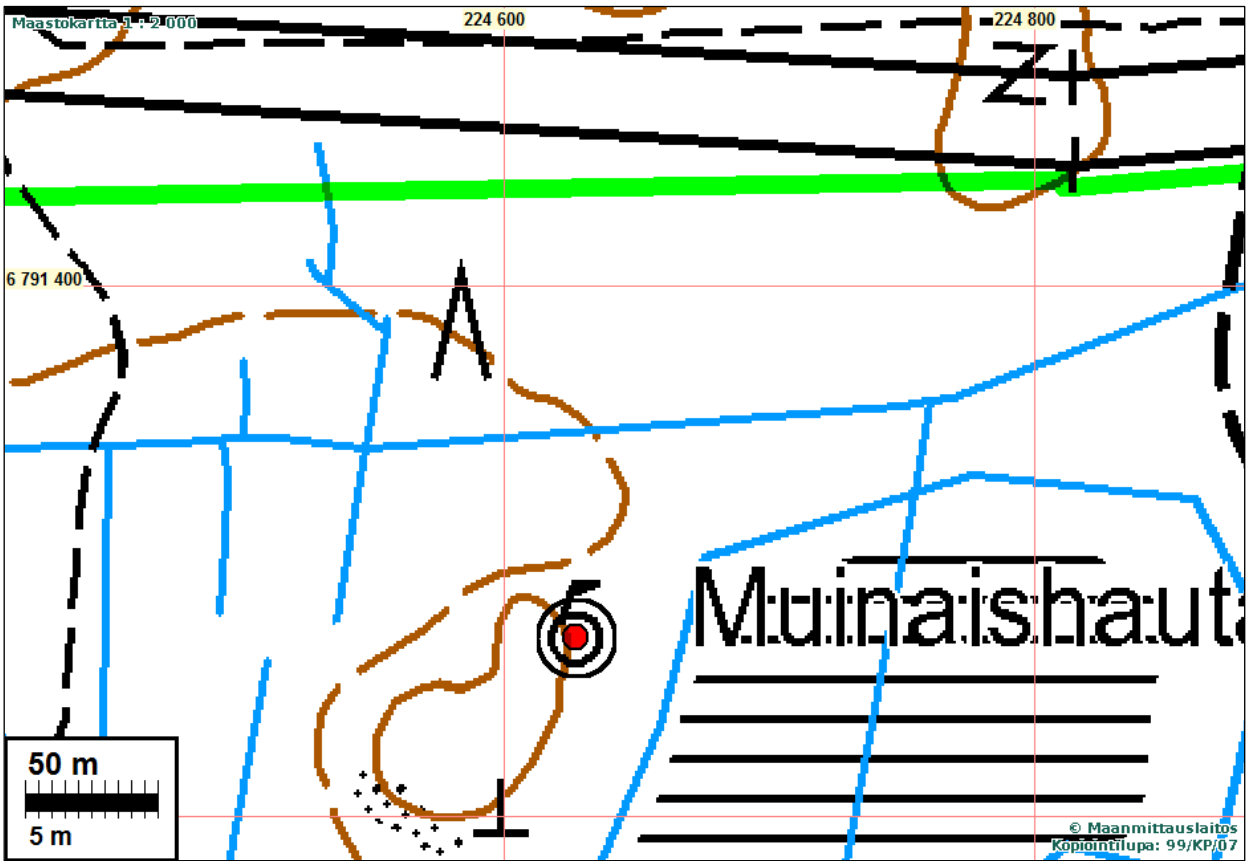 Maastokartta 1 : 2 000
224 600
224 800
6 791 400
Muinaishauta
50 m
5 m
© Maanmittauslaitos
Kopiointilupa: 99/KP/07